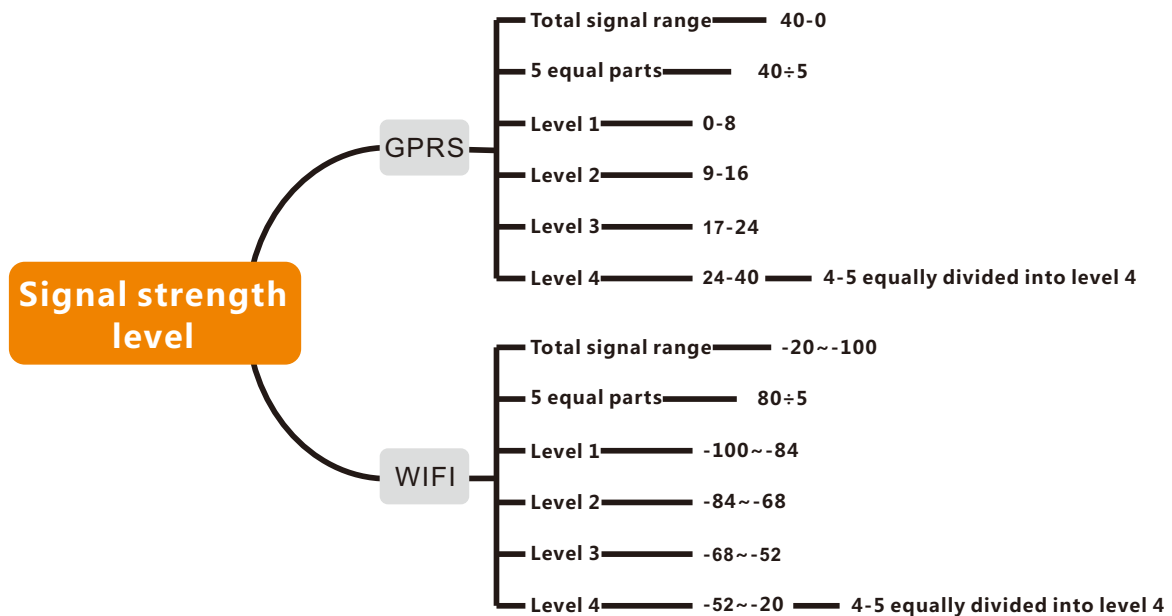 Signal strength
level
GPRS
Total signal range 40-0
5 equal parts 40÷5
Level 1 0-8
Level 2 9-16
Level 3 17-24
Level 4 24-40 4-5 equally divided into level 4
WIFI
Total signal range -20~-100
5 equal parts 80÷5
Level 1 -100~-84
Level 2 -84~-68
Level 3 -68~-52
Level 4 -52~-20 4-5 equally divided into level 4